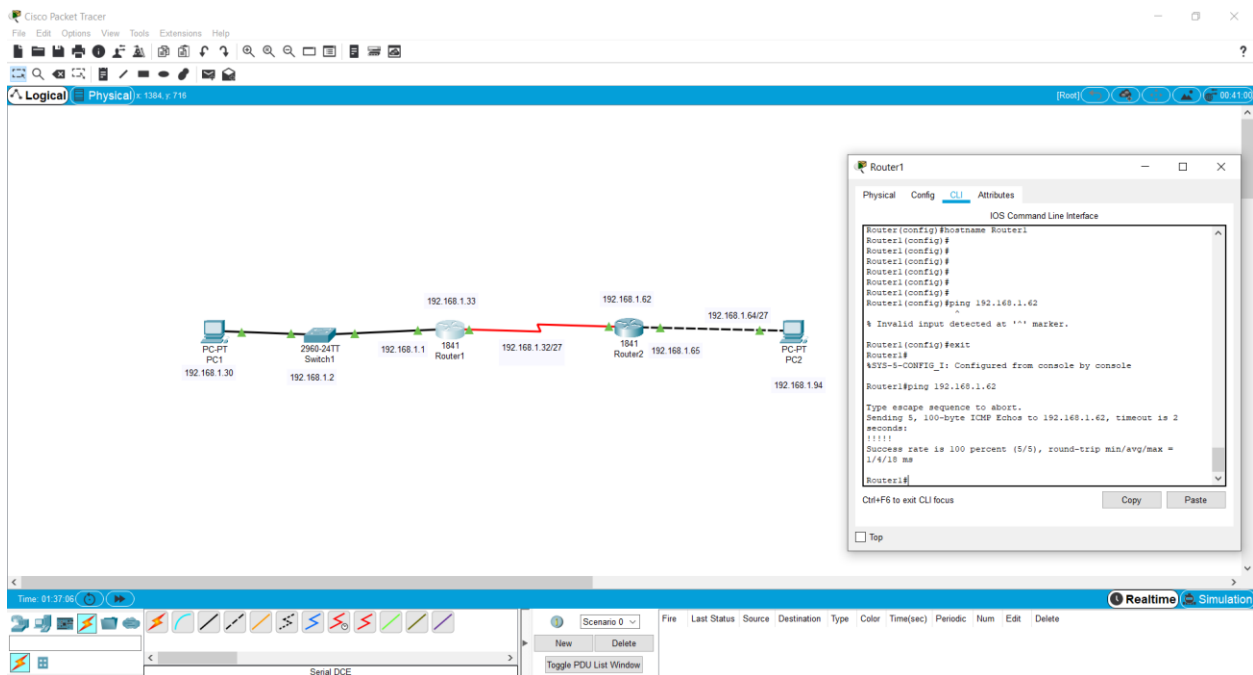 Cisco Packet Tracer
File Edit Options View Tools Extensions Help
?
Logical Physical x: 1384, y: 716 [Root] 00:41:00
Router1
Physical Config CLI Attributes
IOS Command Line Interface
Router(config)#hostname Router1
Router1(config)#
Router1(config)#
Router1(config)#
Router1(config)#
Router1(config)#
Router1(config)#
Router1(config)#ping 192.168.1.62
^
% Invalid input detected at '^' marker.
Router1(config)#exit
Router1#
%SYS-5-CONFIG_I: Configured from console by console
Router1#ping 192.168.1.62
Type escape sequence to abort.
Sending 5, 100-byte ICMP Echos to 192.168.1.62, timeout is 2
seconds:
!!!!!
Success rate is 100 percent (5/5), round-trip min/avg/max =
1/4/18 ms
Router1#
Ctrl+F6 to exit CLI focus Copy Paste
Top
192.168.1.33 192.168.1.62
192.168.1.64/27
PC-PT
PC1
192.168.1.30
2960-24TT
Switch1
192.168.1.2
192.168.1.1
1841
Router1
192.168.1.32/27
1841
Router2
192.168.1.65
PC-PT
PC2
192.168.1.94
Time: 01:37:06 Realtime Simulation
Scenario 0
New Delete
Toggle PDU List Window
Fire Last Status Source Destination Type Color Time(sec) Periodic Num Edit Delete
Serial DCE